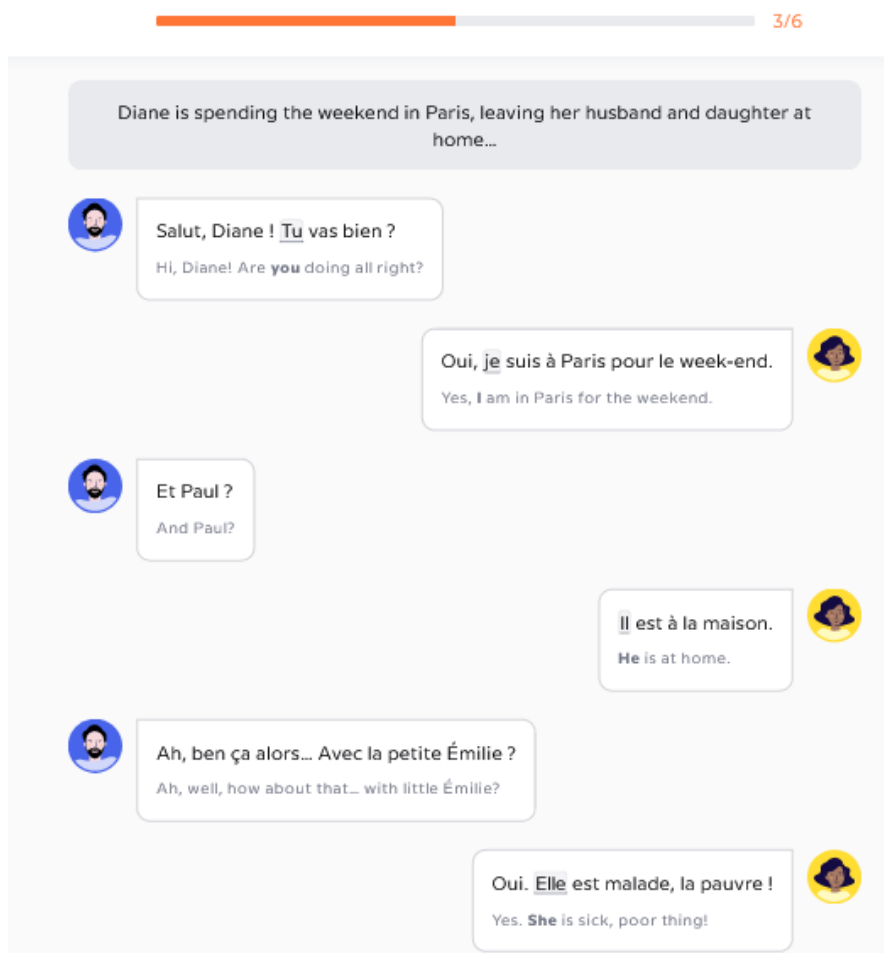 3/6
Diane is spending the weekend in Paris, leaving her husband and daughter at
home...
Salut, Diane ! Tu vas bien ?
Hi, Diane! Are you doing all right?
Oui, je suis à Paris pour le week-end.
Yes, I am in Paris for the weekend.
Et Paul ?
And Paul?
Il est à la maison.
He is at home.
Ah, ben ça alors... Avec la petite Émilie ?
Ah, well, how about that... with little Émilie?
Oui. Elle est malade, la pauvre !
Yes. She is sick, poor thing!